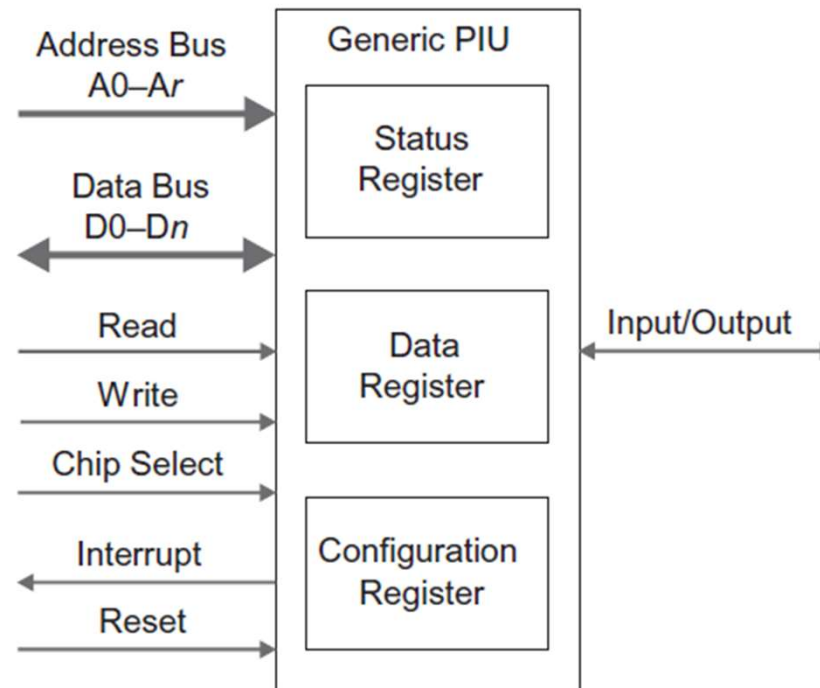 Generic PIU
Address Bus
A0–Ar
Status
Register
Data Bus
D0–Dn
Read
Data
Register
Input/Output
Write
Chip Select
Interrupt
Configuration
Register
Reset